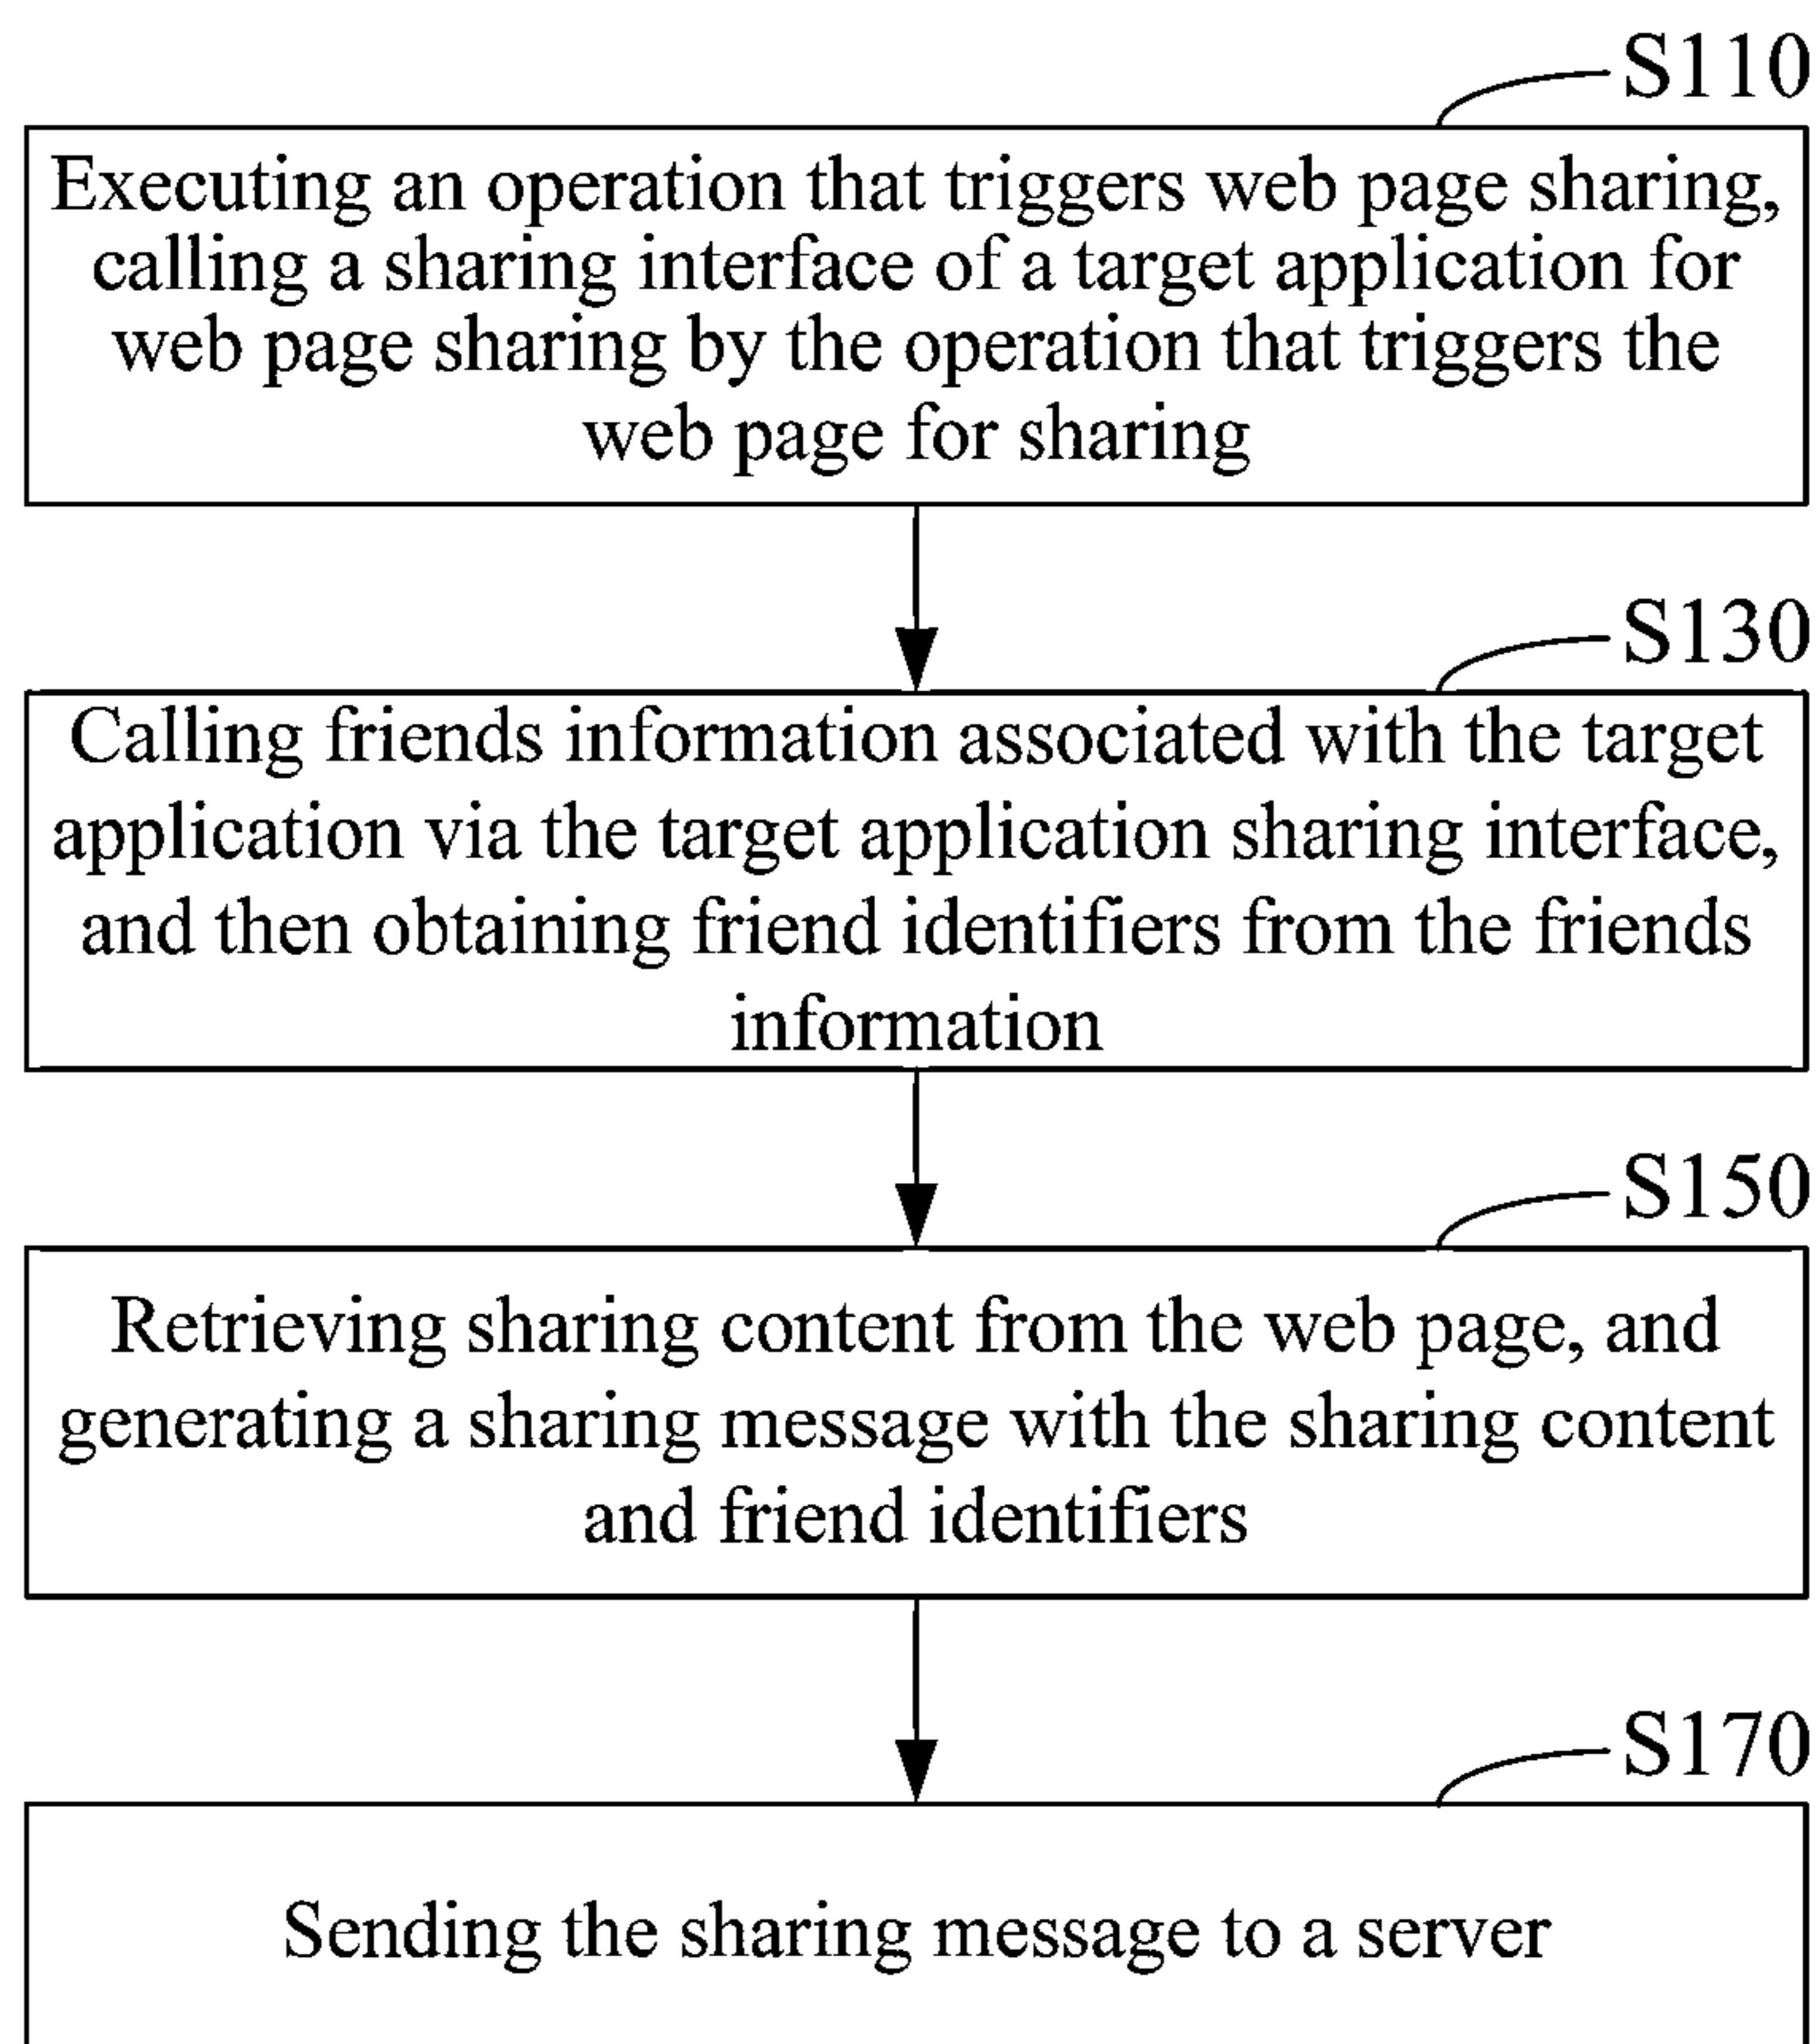 S110
Executing an operation that triggers web page sharing,
calling a sharing interface of a target application for
web page sharing by the operation that triggers the
web page for sharing
S130
Calling friends information associated with the target
application via the target application sharing interface,
and then obtaining friend identifiers from the friends
information
S150
Retrieving sharing content from the web page, and
generating a sharing message with the sharing content
and friend identifiers
S170
Sending the sharing message to a server